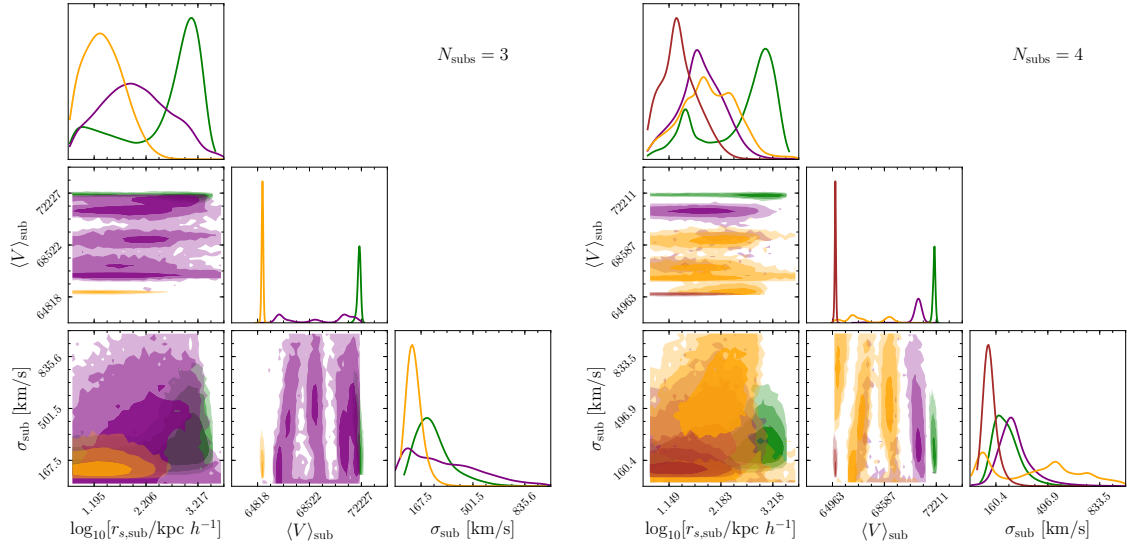 N_subs = 3
72227
68522
64818
⟨V⟩_sub
835.6
501.5
167.5
σ_sub [km/s]
1.195 2.206 3.217
log₁₀[r_s,sub/kpc h⁻¹]
64818 68522 72227
⟨V⟩_sub
167.5 501.5 835.6
σ_sub [km/s]
N_subs = 4
72211
68587
64963
⟨V⟩_sub
833.5
496.9
160.4
σ_sub [km/s]
1.149 2.183 3.218
log₁₀[r_s,sub/kpc h⁻¹]
64963 68587 72211
⟨V⟩_sub
160.4 496.9 833.5
σ_sub [km/s]